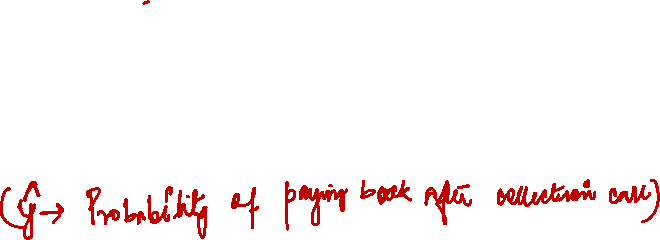 (ŷ → Probability of paying back after collection call)